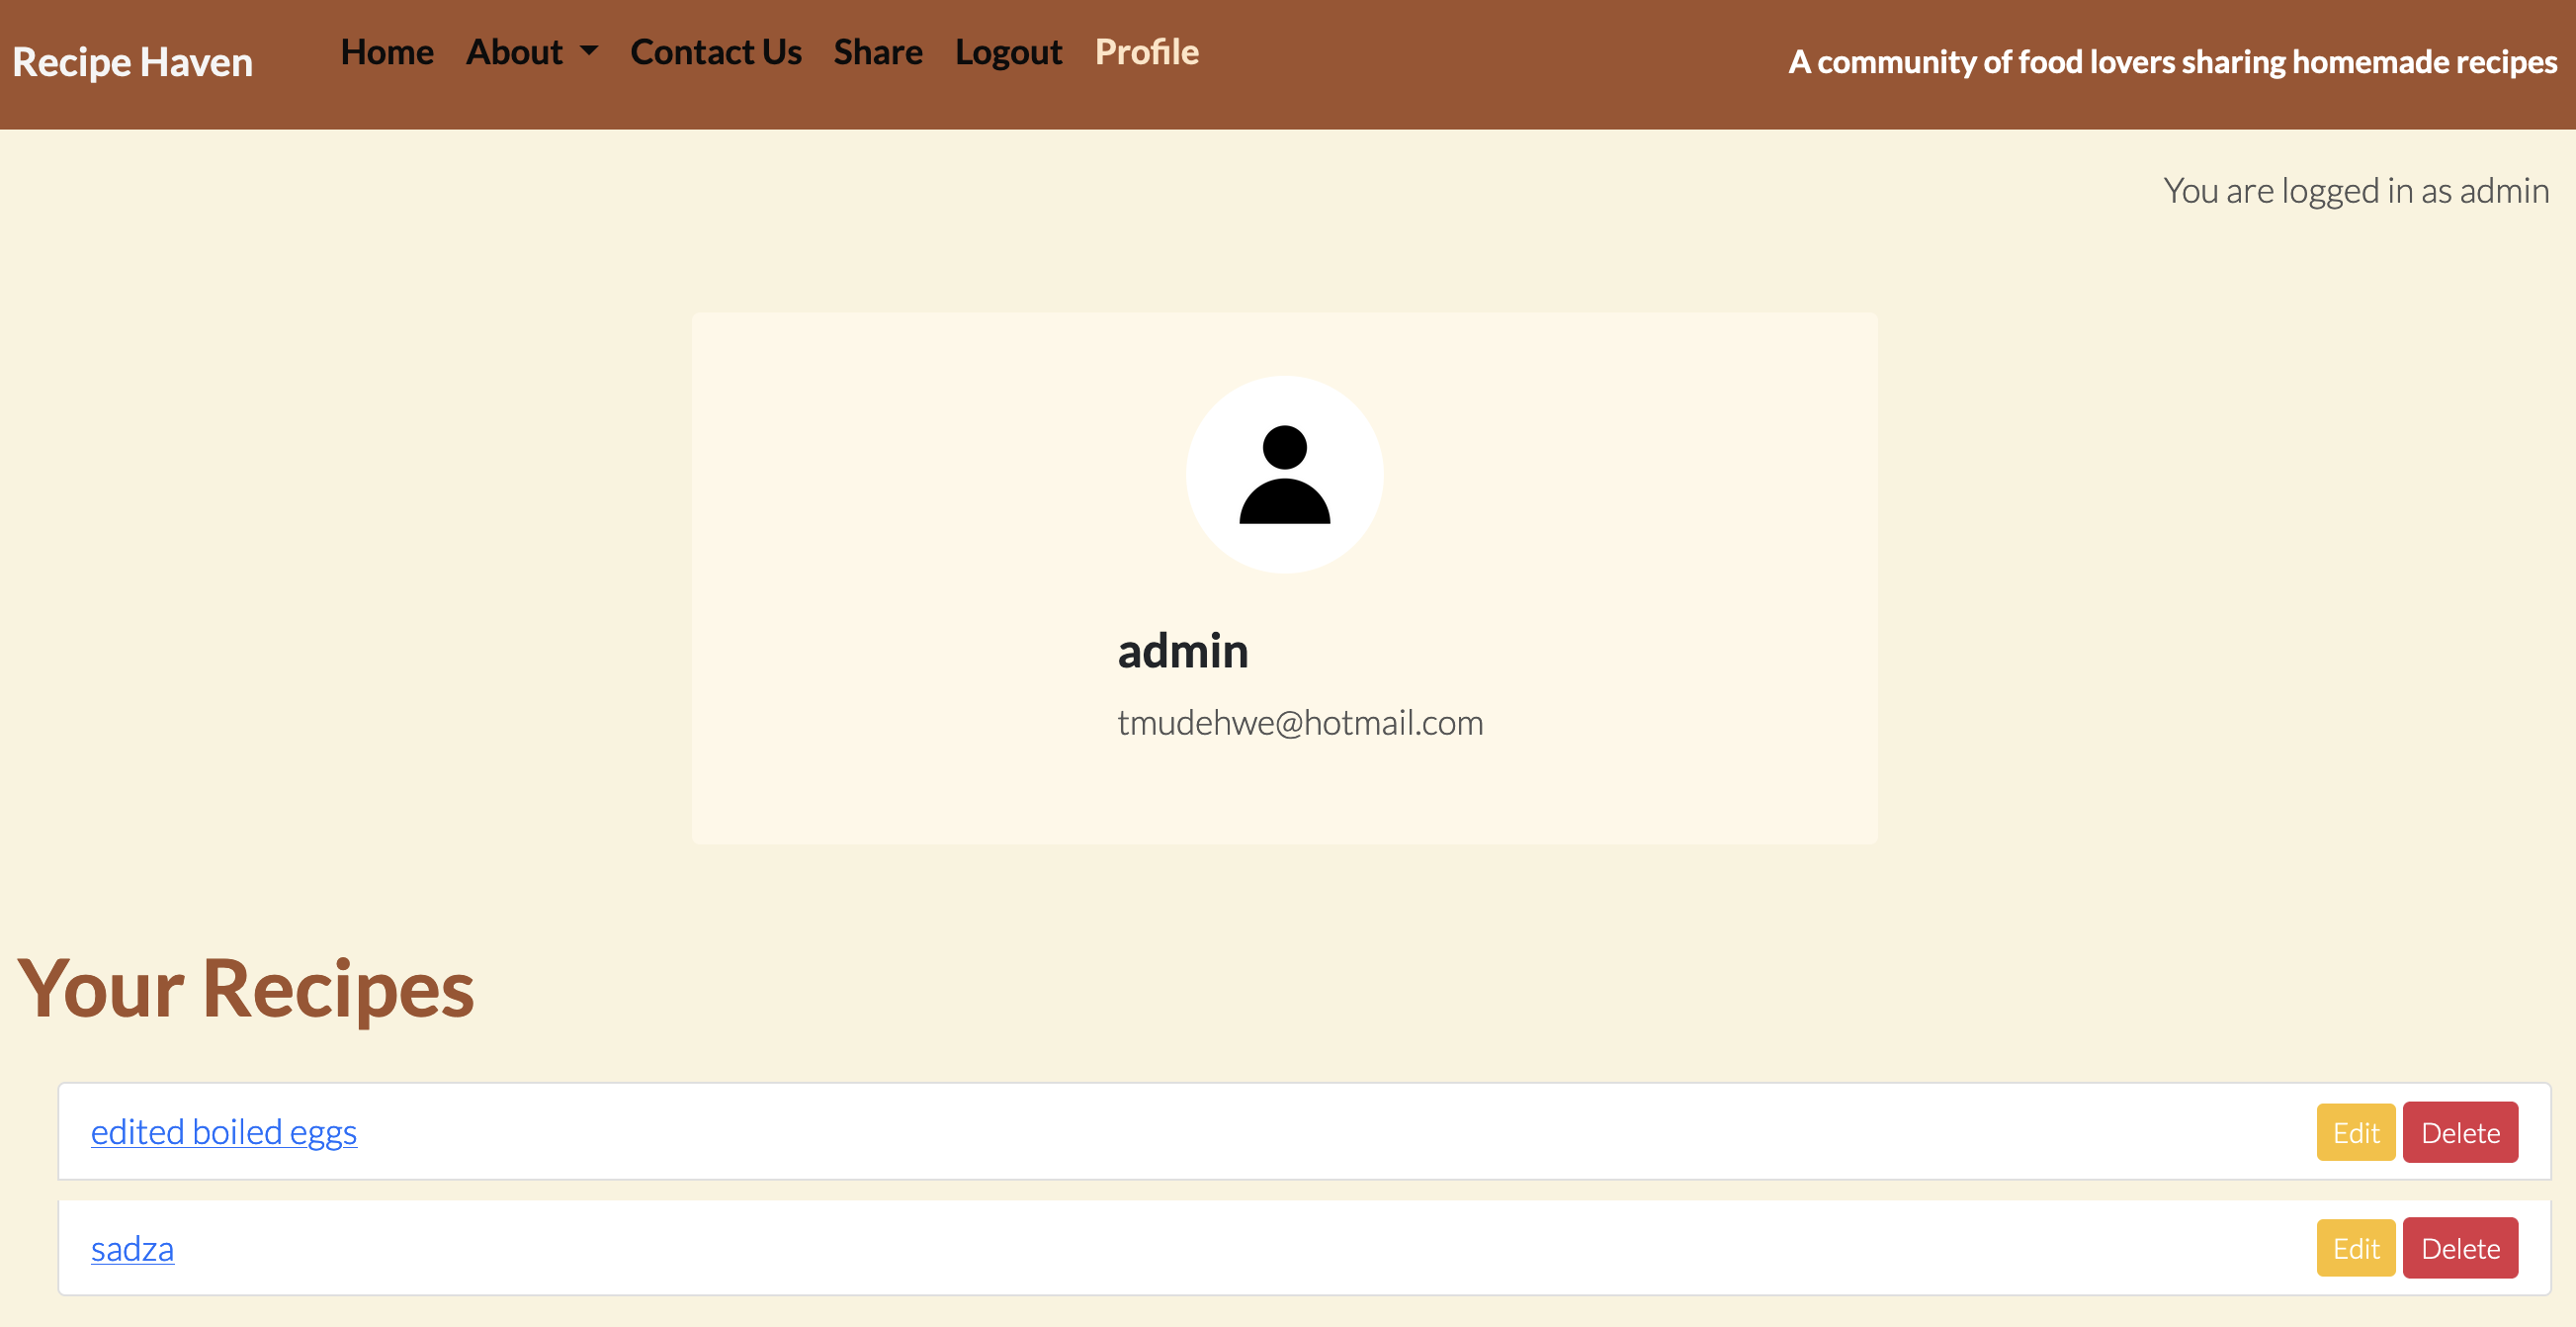 Recipe Haven Home About Contact Us Share Logout Profile A community of food lovers sharing homemade recipes
You are logged in as admin
admin
tmudehwe@hotmail.com
Your Recipes
edited boiled eggs Edit Delete
sadza Edit Delete